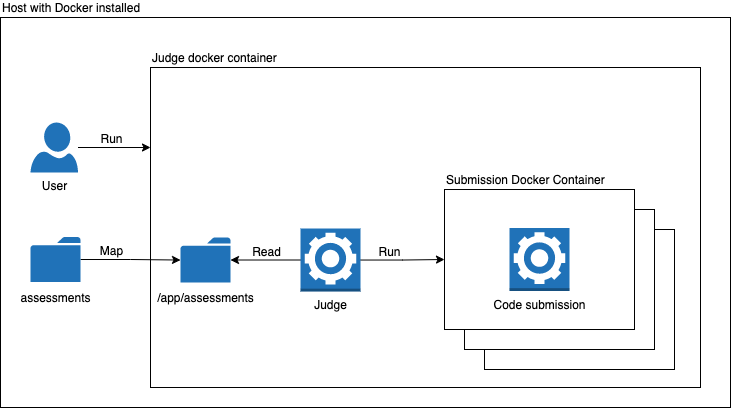 Host with Docker installed
Judge docker container
Run
User
Submission Docker Container
Map
Read
Run
assessments
/app/assessments
Judge
Code submission